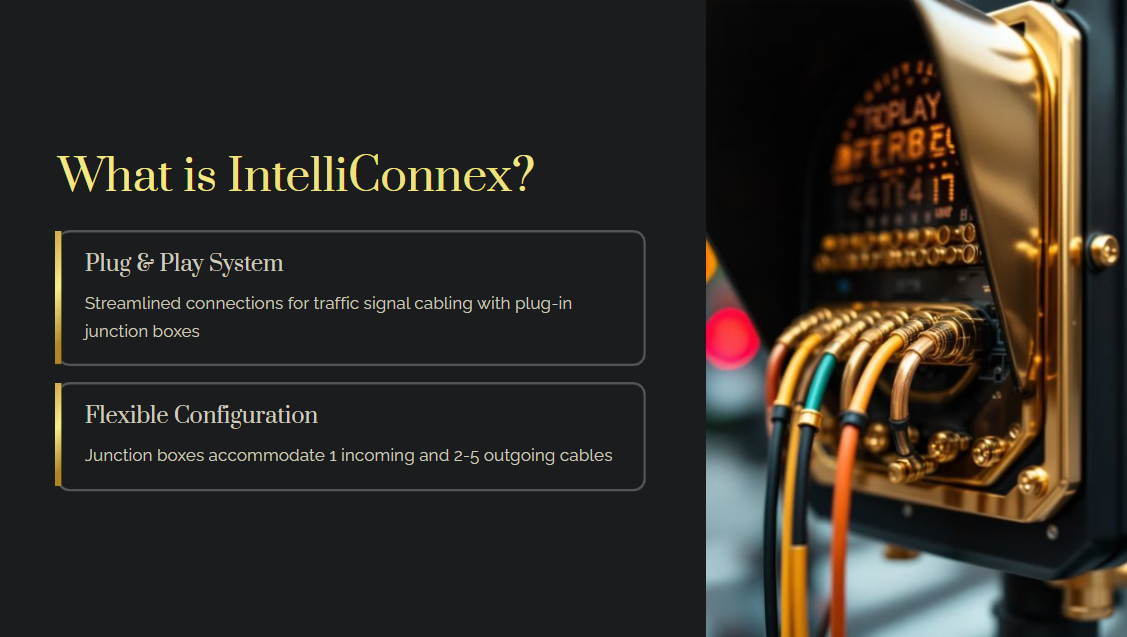 What is IntelliConnex?
Plug & Play System
Streamlined connections for traffic signal cabling with plug-in
junction boxes
Flexible Configuration
Junction boxes accommodate 1 incoming and 2-5 outgoing cables